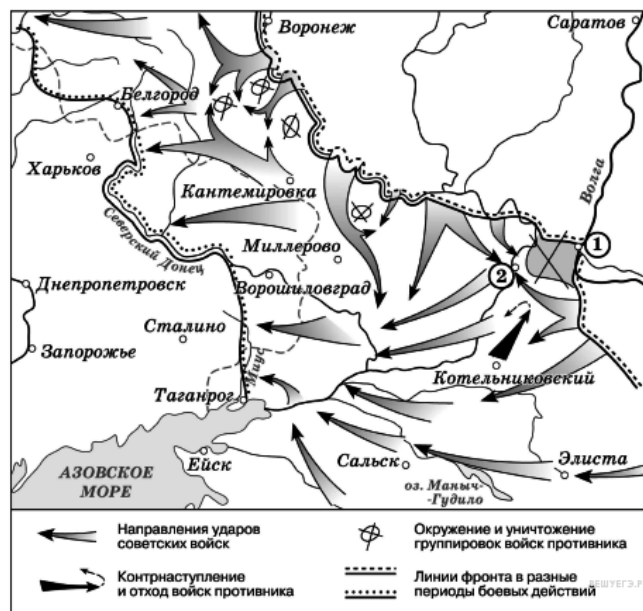 Воронеж
Саратов
Белгород
Харьков
Волга
Кантемировка
Северский Донец
Миллерово
1
2
Днепропетровск
Ворошиловград
Сталино
Запорожье
Миус
Котельниковский
Таганрог
АЗОВСКОЕ
МОРЕ
Ейск
Сальск
Элиста
оз. Маныч-
-Гудило
Направления ударов
советских войск
Окружение и уничтожение
группировок войск противника
Контрнаступление
и отход войск противника
Линии фронта в разные
периоды боевых действий
РЕШУЕГЭ.РФ